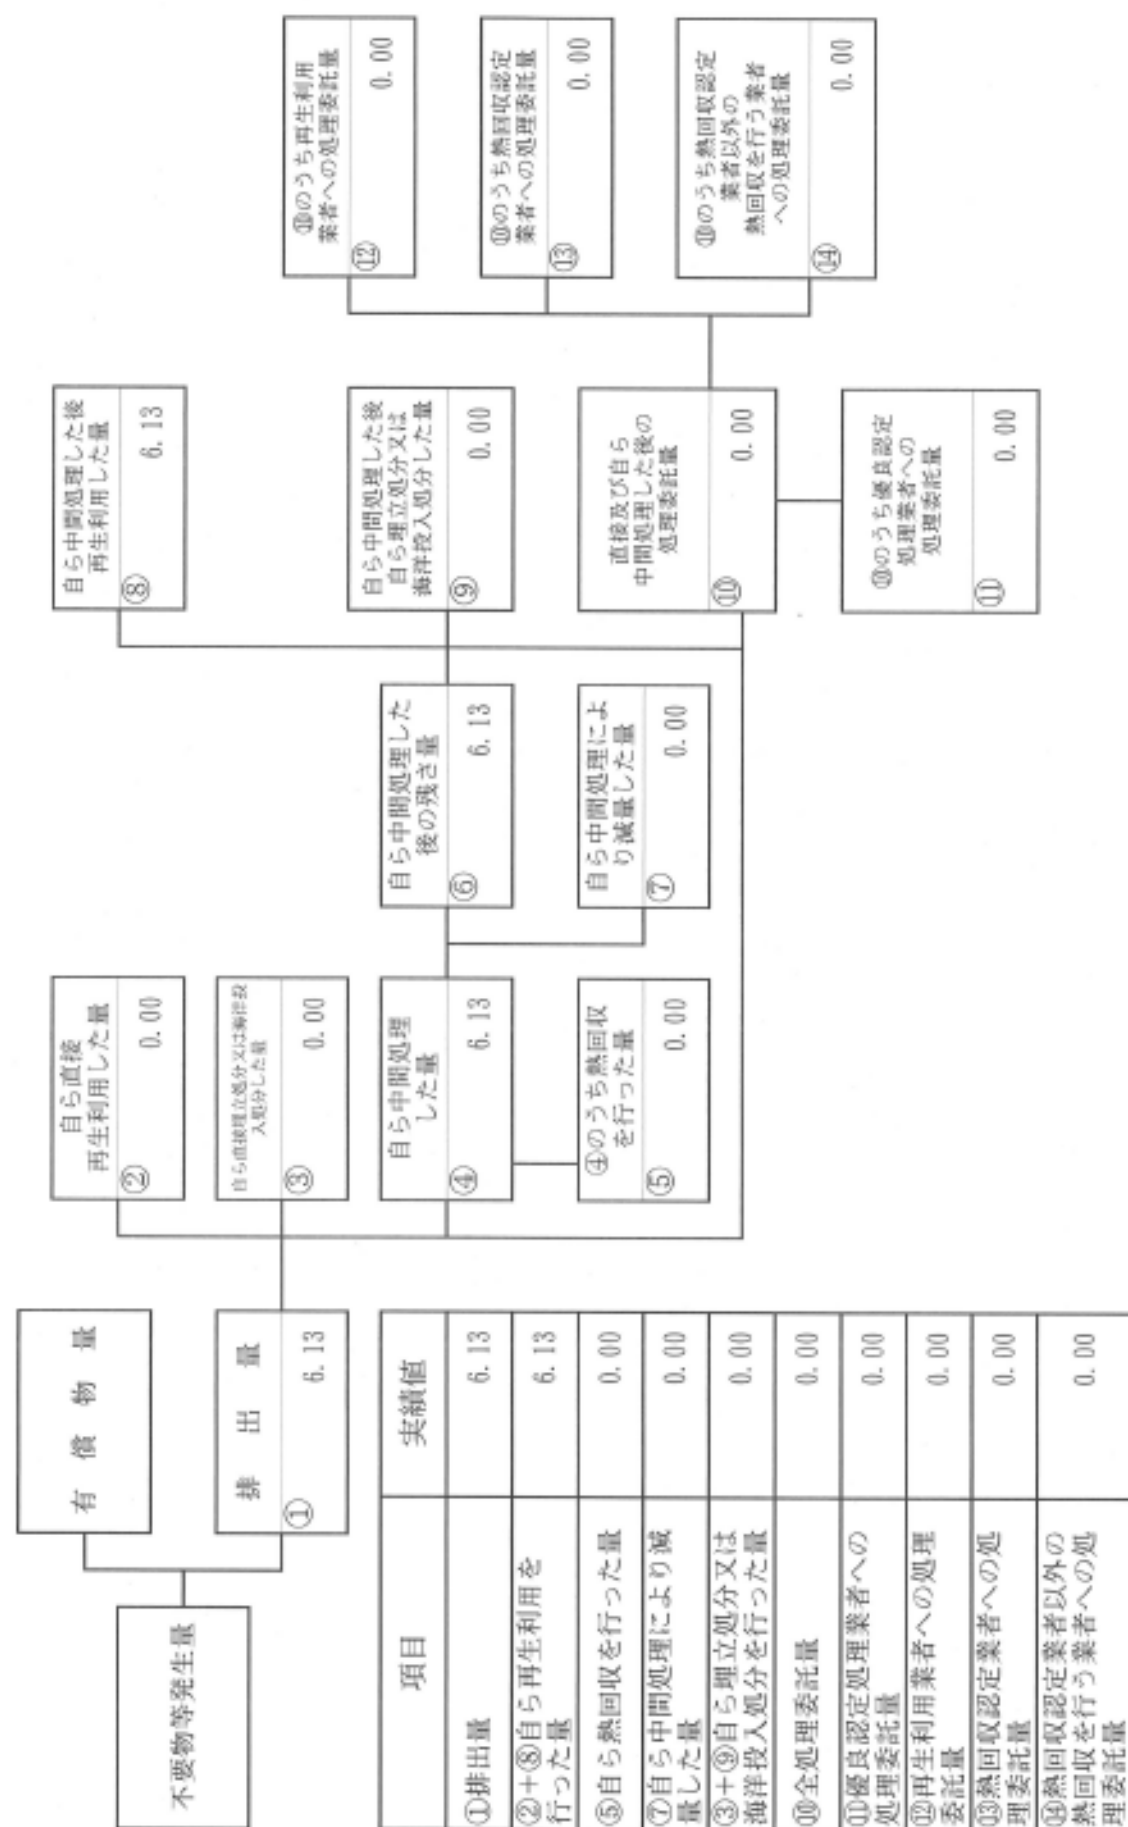 不要物等発生量
有償物量
排出量
① 6.13
自ら直接
再生利用した量
② 0.00
自ら直接埋立処分又は海洋投
入処分した量
③ 0.00
自ら中間処理
した量
④ 6.13
④のうち熱回収
を行った量
⑤ 0.00
自ら中間処理した
後の残さ量
⑥ 6.13
自ら中間処理によ
り減量した量
⑦ 0.00
自ら中間処理した後
再生利用した量
⑧ 6.13
自ら中間処理した後
自ら埋立処分又は
海洋投入処分した量
⑨ 0.00
直接及び自ら
中間処理した後の
処理委託量
⑩ 0.00
⑩のうち優良認定
処理業者への
処理委託量
⑪ 0.00
⑩のうち再生利用
業者への処理委託量
⑫ 0.00
⑩のうち熱回収認定
業者への処理委託量
⑬ 0.00
⑩のうち熱回収認定
業者以外の
熱回収を行う業者
への処理委託量
⑭ 0.00
項目 実績値
①排出量 6.13
②+⑧自ら再生利用を
行った量 6.13
⑤自ら熱回収を行った量 0.00
⑦自ら中間処理により減
量した量 0.00
③+⑨自ら埋立処分又は
海洋投入処分を行った量 0.00
⑩全処理委託量 0.00
⑪優良認定処理業者への
処理委託量 0.00
⑫再生利用業者への処理
委託量 0.00
⑬熱回収認定業者への処
理委託量 0.00
⑭熱回収認定業者以外の
熱回収を行う業者への処
理委託量 0.00